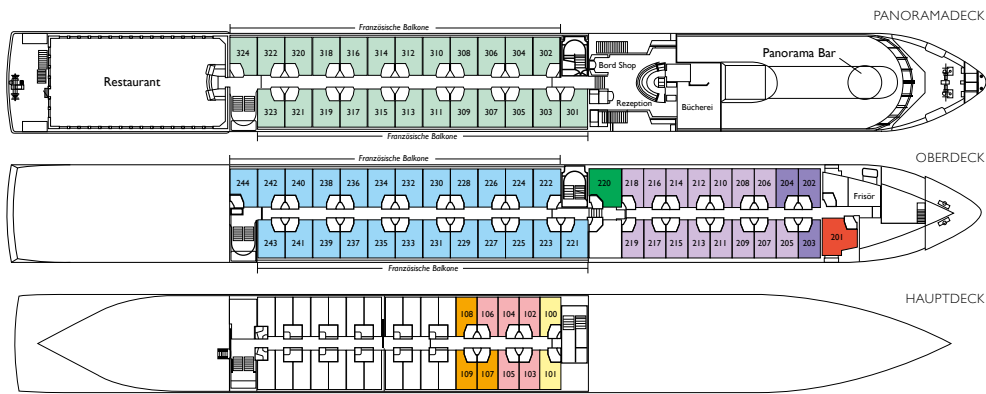 PANORAMADECK
Französische Balkone
324 322 320 318 316 314 312 310 308 306 304 302
Restaurant
Bord Shop
Panorama Bar
Rezeption
Bücherei
323 321 319 317 315 313 311 309 307 305 303 301
Französische Balkone
OBERDECK
Französische Balkone
244 242 240 238 236 234 232 230 228 226 224 222 220 218 216 214 212 210 208 206 204 202
Frisör
243 241 239 237 235 233 231 229 227 225 223 221 219 217 215 213 211 209 207 205 203 201
Französische Balkone
HAUPTDECK
108 106 104 102 100
109 107 105 103 101